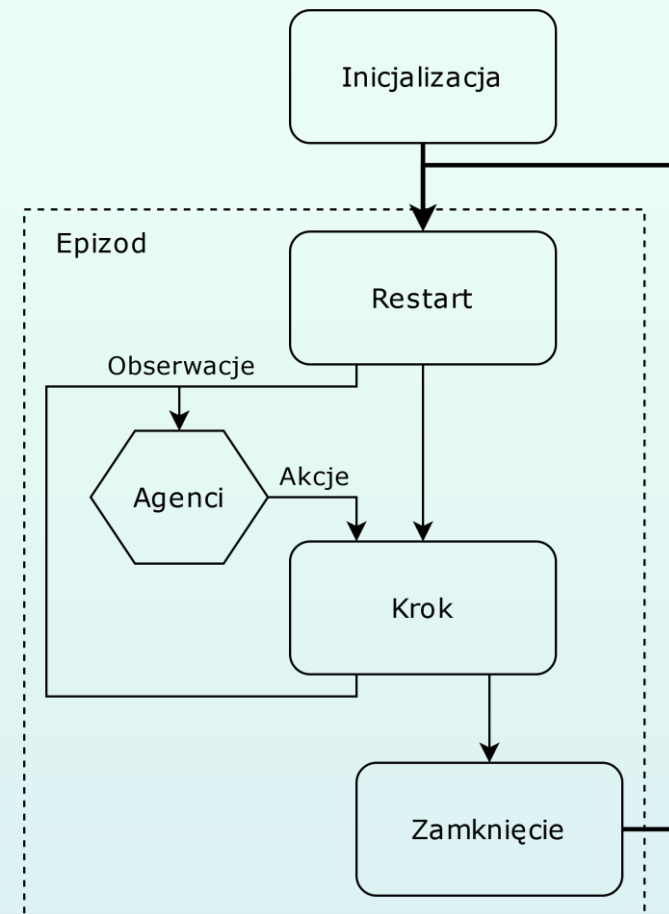 Inicjalizacja
Epizod
Restart
Obserwacje
Agenci
Akcje
Krok
Zamknięcie